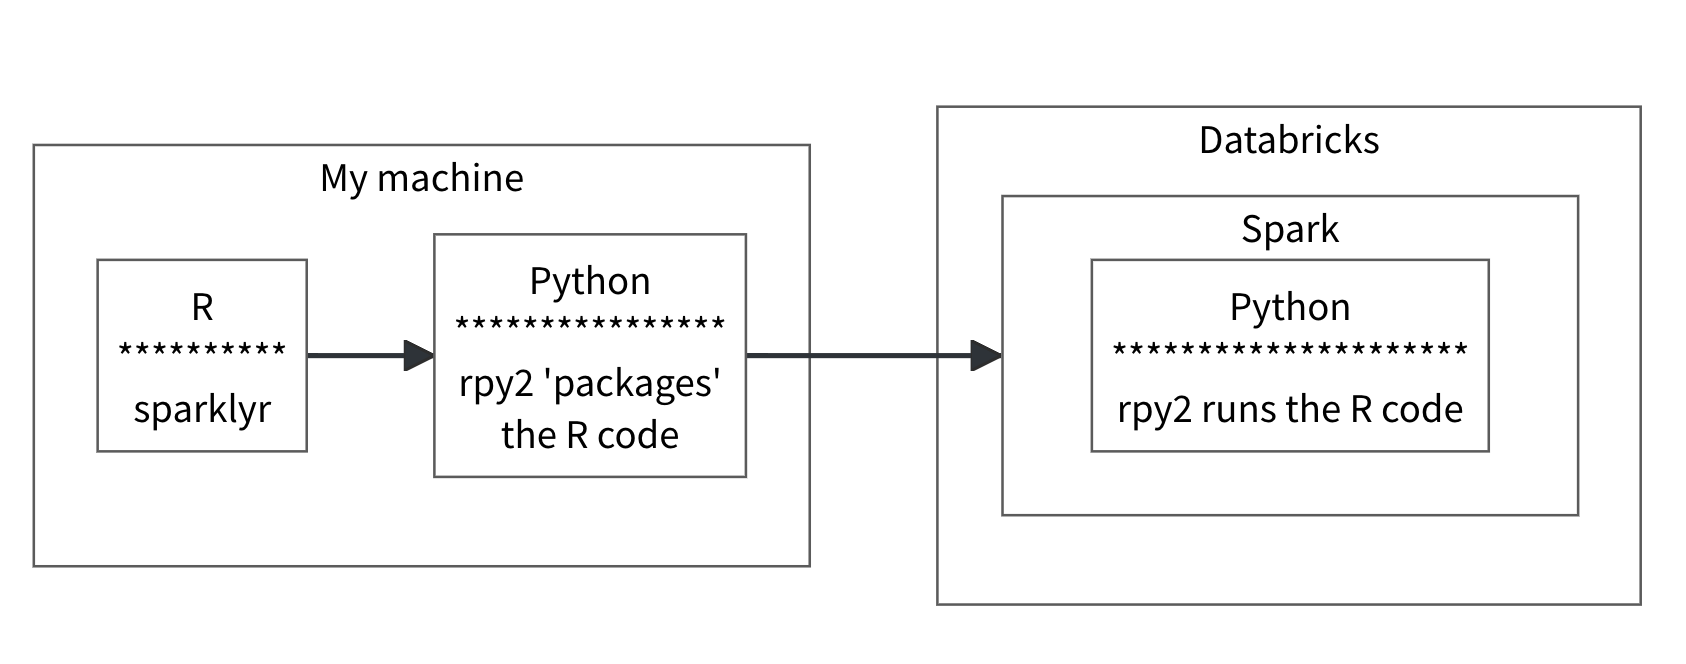 My machine
R
**********
sparklyr
Python
****************
rpy2 'packages'
the R code
Databricks
Spark
Python
*********************
rpy2 runs the R code